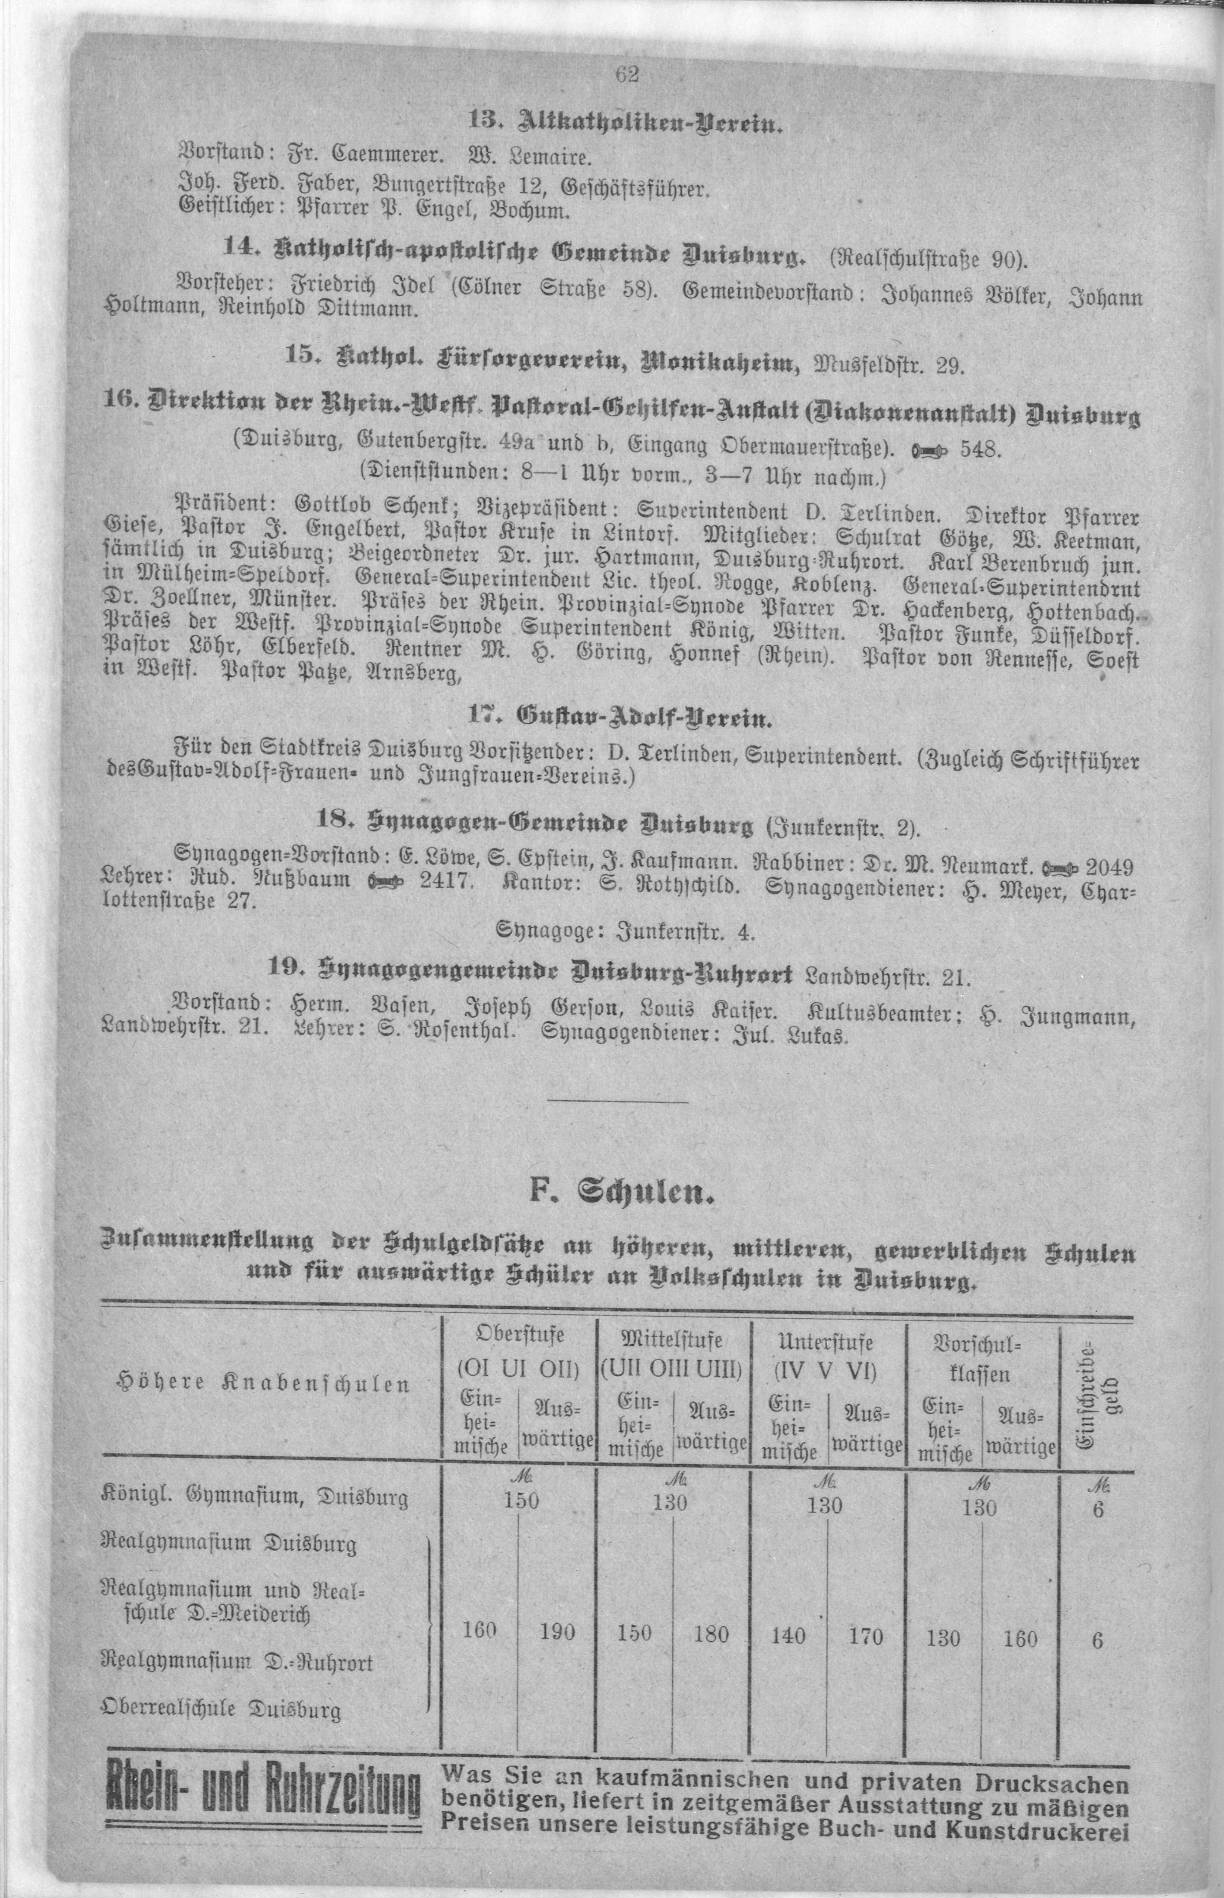 62
13. Altkatholiken-Verein.
Vorstand: Fr. Caemmerer. W. Lemaire.
Joh. Ferd. Faber, Bungertstraße 12, Geschäftsführer.
Geistlicher: Pfarrer P. Engel, Bochum.
14. Katholisch-apostolische Gemeinde Duisburg. (Realschulstraße 90).
Vorsteher: Friedrich Idel (Cölner Straße 58). Gemeindevorstand: Johannes Völker, Johann
Holtmann, Reinhold Dittmann.
15. Kathol. Fürsorgeverein, Monikaheim, Musfeldstr. 29.
16. Direktion der Rhein.-Westf. Pastoral-Gehilfen-Anstalt (Diakonenanstalt) Duisburg
(Duisburg, Gutenbergstr. 49a und b, Eingang Obermauerstraße). 548.
(Dienststunden: 8—1 Uhr vorm., 3—7 Uhr nachm.)
Präsident: Gottlob Schenk; Vizepräsident: Superintendent D. Terlinden. Direktor Pfarrer
Giese, Pastor J. Engelbert, Pastor Kruse in Lintorf. Mitglieder: Schulrat Götze, W. Keetman,
sämtlich in Duisburg; Beigeordneter Dr. jur. Hartmann, Duisburg-Ruhrort. Karl Berenbruch jun.
in Mülheim-Speldorf. General-Superintendent Lic. theol. Rogge, Koblenz. General-Superintendrnt
Dr. Zoellner, Münster. Präses der Rhein. Provinzial-Synode Pfarrer Dr. Hackenberg, Hottenbach.
Präses der Westf. Provinzial-Synode Superintendent König, Witten. Pastor Funke, Düsseldorf.
Pastor Löhr, Elberfeld. Rentner M. H. Göring, Honnef (Rhein). Pastor von Rennesse, Soest
in Westf. Pastor Patze, Arnsberg,
17. Gustav-Adolf-Verein.
Für den Stadtkreis Duisburg Vorsitzender: D. Terlinden, Superintendent. (Zugleich Schriftführer
des Gustav-Adolf-Frauen- und Jungfrauen-Vereins.)
18. Synagogen-Gemeinde Duisburg (Junkernstr. 2).
Synagogen-Vorstand: E. Löwe, S. Epstein, J. Kaufmann. Rabbiner: Dr. M. Neumark. 2049
Lehrer: Rud. Nußbaum 2417. Kantor: S. Rothschild. Synagogendiener: H. Meyer, Char-
lottenstraße 27.
Synagoge: Junkernstr. 4.
19. Synagogengemeinde Duisburg-Ruhrort Landwehrstr. 21.
Vorstand: Herm. Vasen, Joseph Gerson, Louis Kaiser. Kultusbeamter: H. Jungmann,
Landwehrstr. 21. Lehrer: S. Rosenthal. Synagogendiener: Jul. Lukas.
F. Schulen.
Zusammenstellung der Schulgeldsätze an höheren, mittleren, gewerblichen Schulen
und für auswärtige Schüler an Volksschulen in Duisburg.
Höhere Knabenschulen
Oberstufe
(OI UI OII)
Ein-
hei-
mische
Aus-
wärtige
Mittelstufe
(UII OIII UIII)
Ein-
hei-
mische
Aus-
wärtige
Unterstufe
(IV V VI)
Ein-
hei-
mische
Aus-
wärtige
Vorschul-
klassen
Ein-
hei-
mische
Aus-
wärtige
Einschreibe-
geld
M. M. M. M M.
Königl. Gymnasium, Duisburg 150 130 130 130 6
Realgymnasium Duisburg
Realgymnasium und Real-
schule D.-Meiderich
160 190 150 180 140 170 130 160 6
Realgymnasium D.-Ruhrort
Oberrealschule Duisburg
Rhein- und Ruhrzeitung
Was Sie an kaufmännischen und privaten Drucksachen
benötigen, liefert in zeitgemäßer Ausstattung zu mäßigen
Preisen unsere leistungsfähige Buch- und Kunstdruckerei